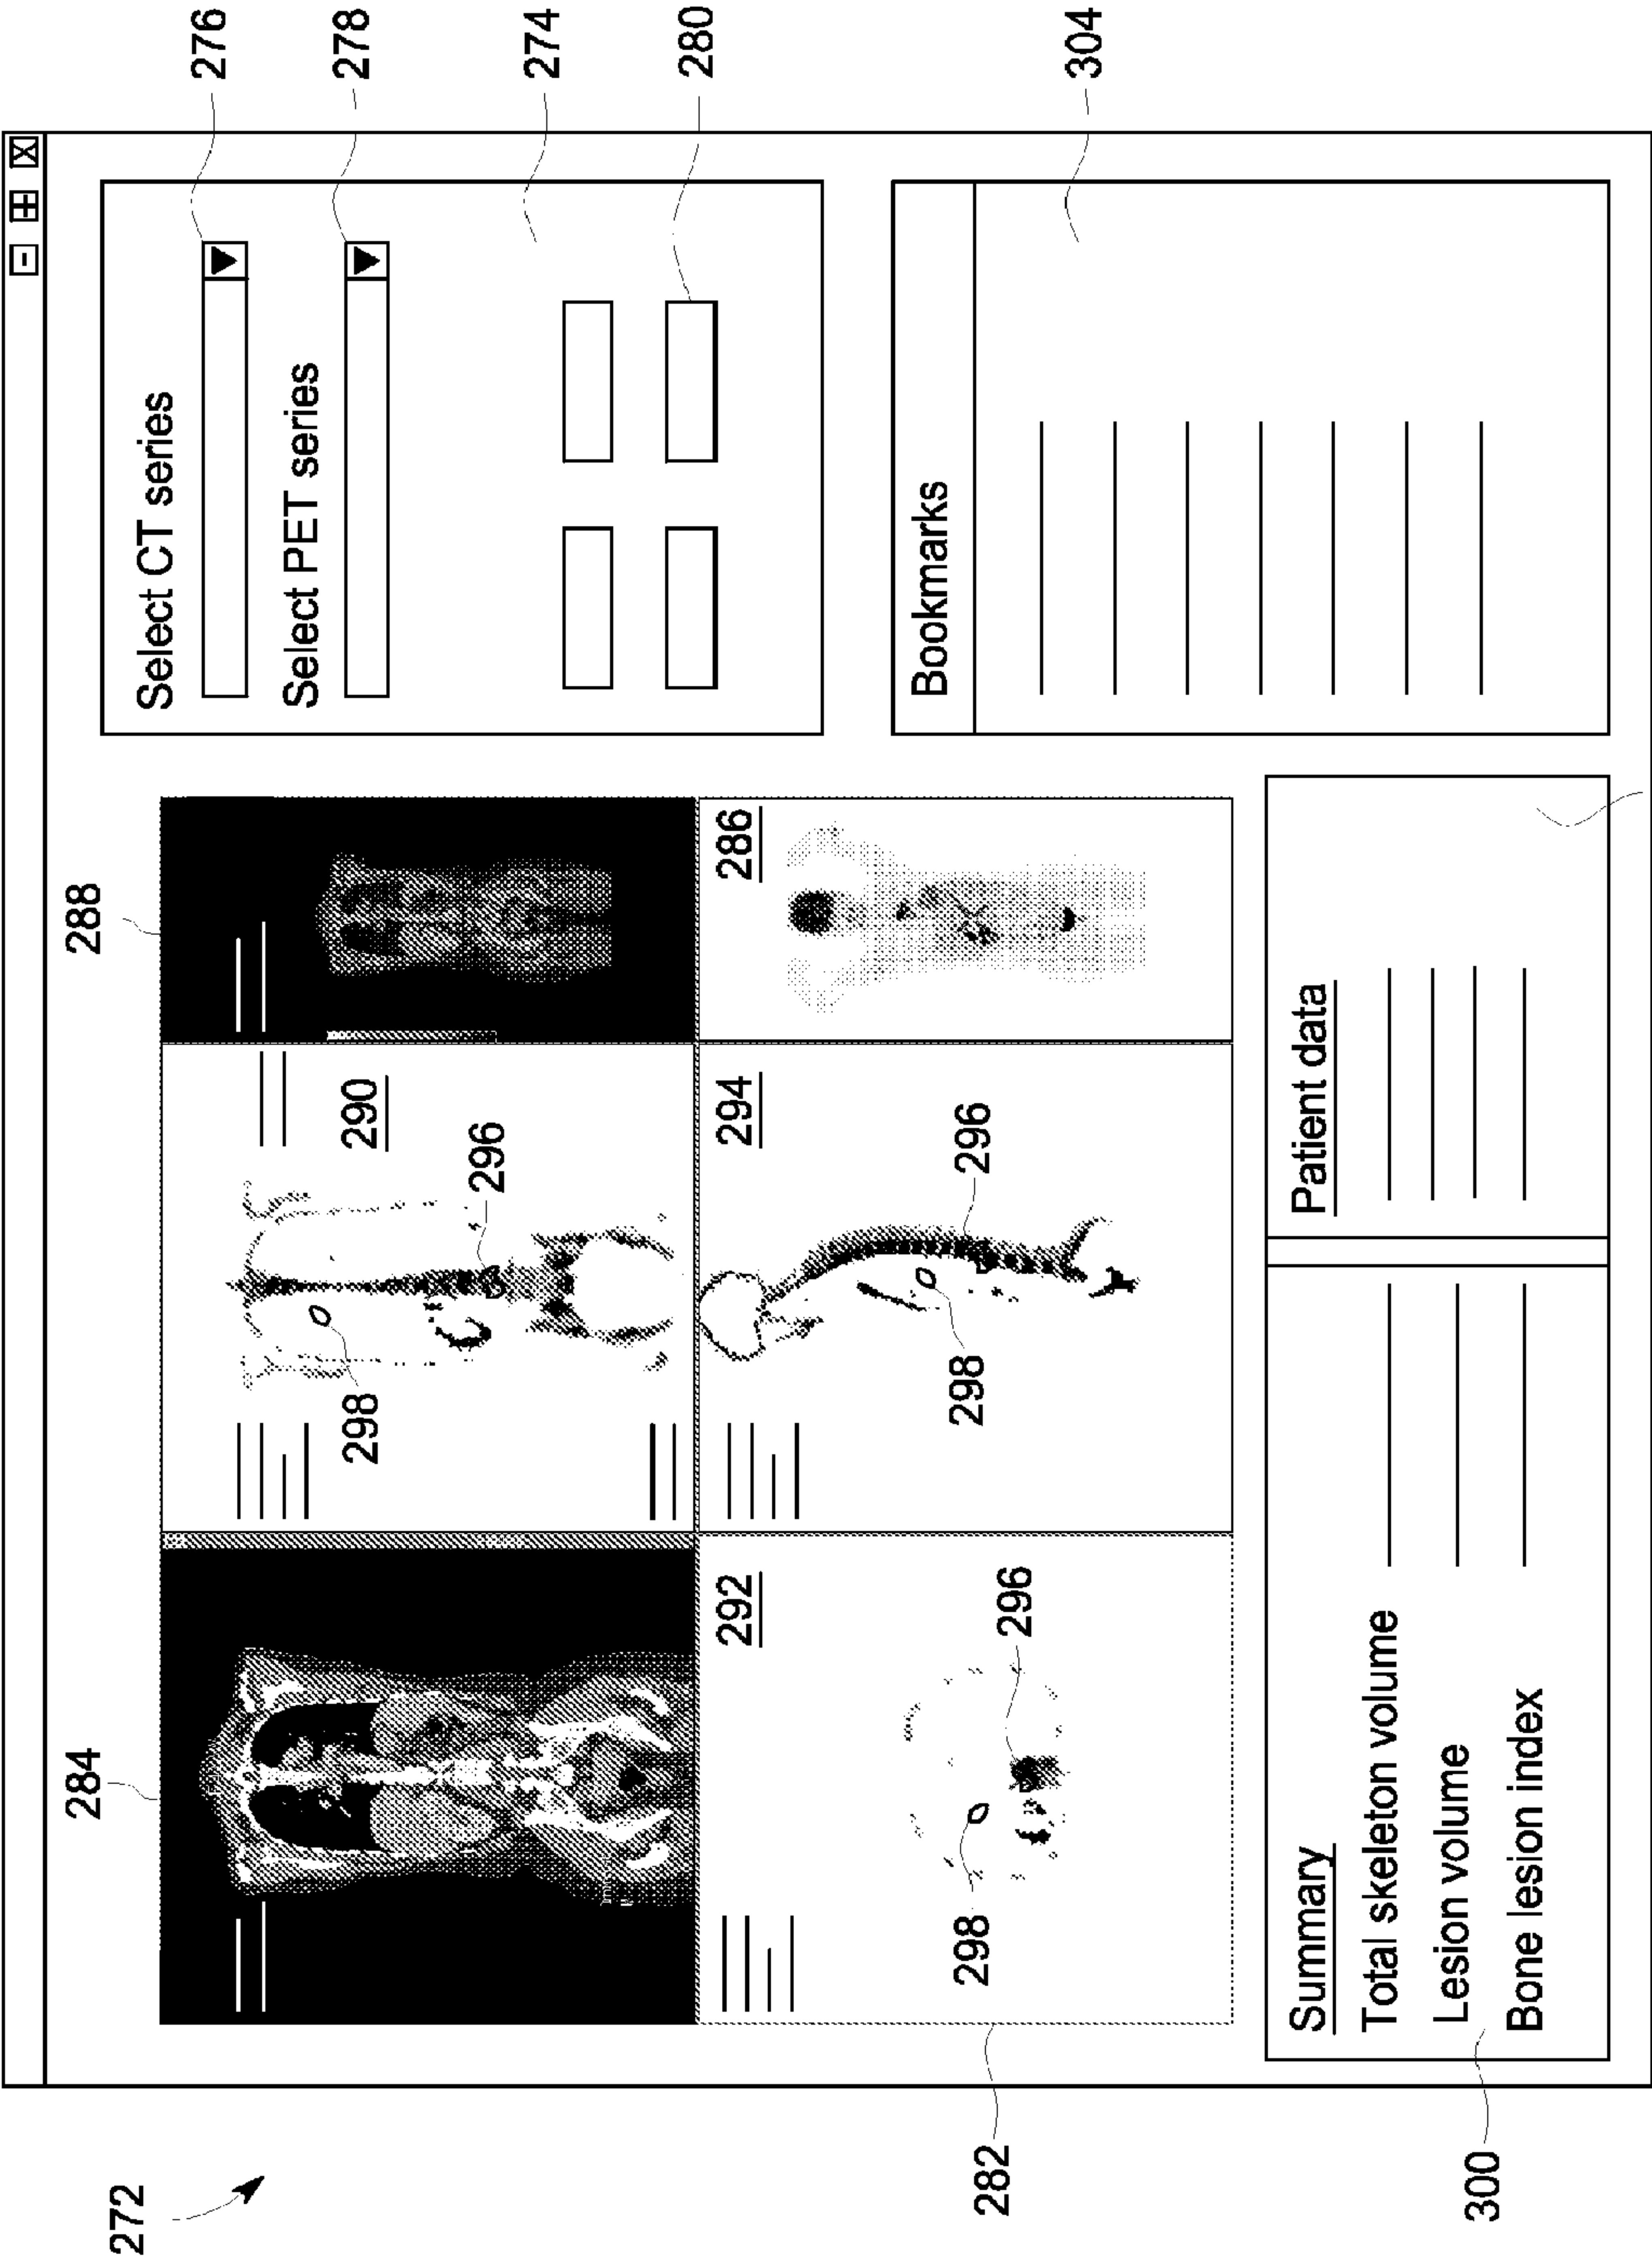 272
284
288
276
278
274
280
304
Select CT series
Select PET series
290
298
296
292
298
296
294
298
296
286
Bookmarks
282
Summary
Total skeleton volume
Lesion volume
Bone lesion index
Patient data
300